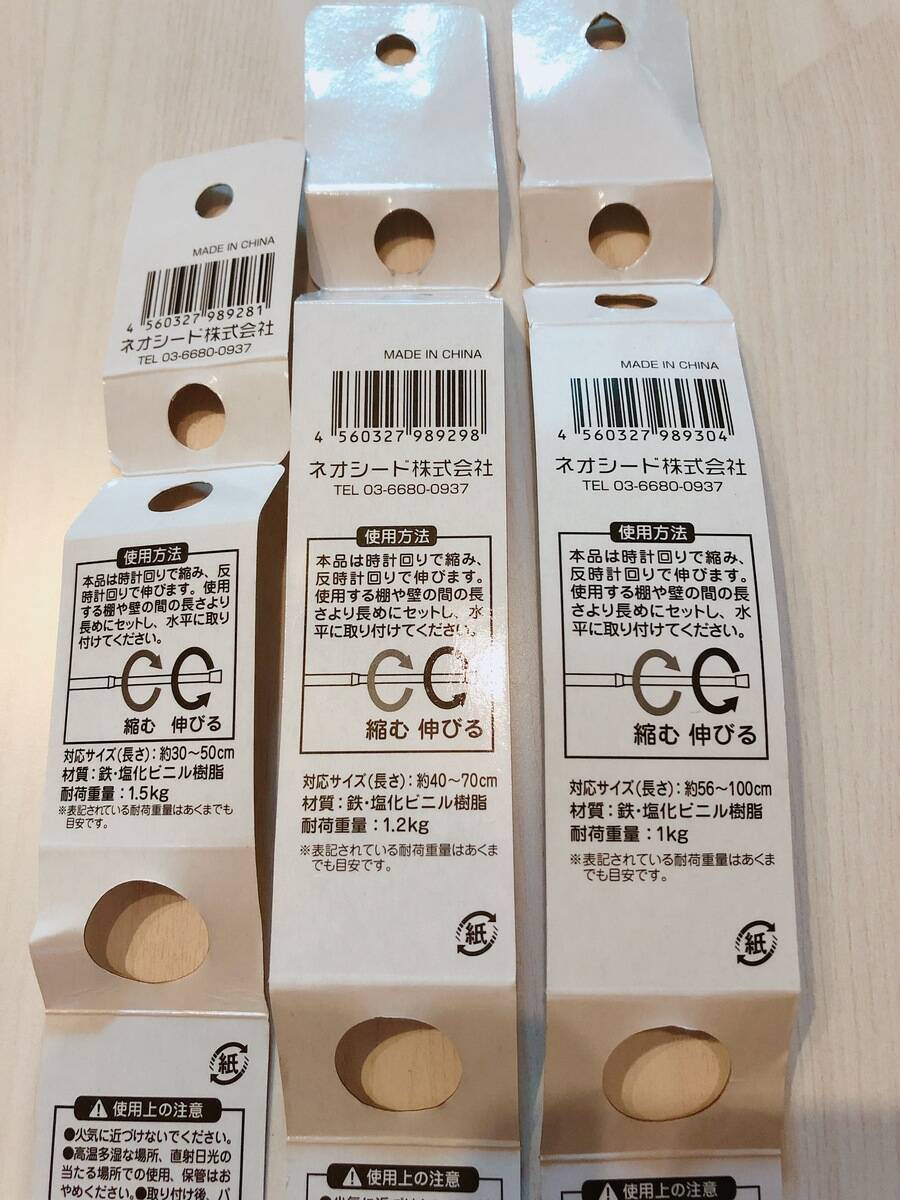 MADE IN CHINA
4 560327 989281
ネオシード株式会社
TEL 03-6680-0937
使用方法
本品は時計回りで縮み、反
時計回りで伸びます。使用
する棚や壁の間の長さより
長めにセットし、水平に取り
付けてください。
縮む 伸びる
対応サイズ(長さ):約30〜50cm
材質:鉄・塩化ビニル樹脂
耐荷重量:1.5kg
※表記されている耐荷重量はあくまでも
目安です。
紙
使用上の注意
●火気に近づけないでください。
●高温多湿な場所、直射日光の
当たる場所での使用、保管はお
やめください。●取り付け後、バ
MADE IN CHINA
4 560327 989298
ネオシード株式会社
TEL 03-6680-0937
使用方法
本品は時計回りで縮み、
反時計回りで伸びます。
使用する棚や壁の間の長
さより長めにセットし、水
平に取り付けてください。
縮む 伸びる
対応サイズ(長さ):約40〜70cm
材質:鉄・塩化ビニル樹脂
耐荷重量:1.2kg
※表記されている耐荷重量はあくま
でも目安です。
紙
使用上の注意
MADE IN CHINA
4 560327 989304
ネオシード株式会社
TEL 03-6680-0937
使用方法
本品は時計回りで縮み、
反時計回りで伸びます。
使用する棚や壁の間の長
さより長めにセットし、水
平に取り付けてください。
縮む 伸びる
対応サイズ(長さ):約56〜100cm
材質:鉄・塩化ビニル樹脂
耐荷重量:1kg
※表記されている耐荷重量はあくま
でも目安です。
紙
使用上の注意